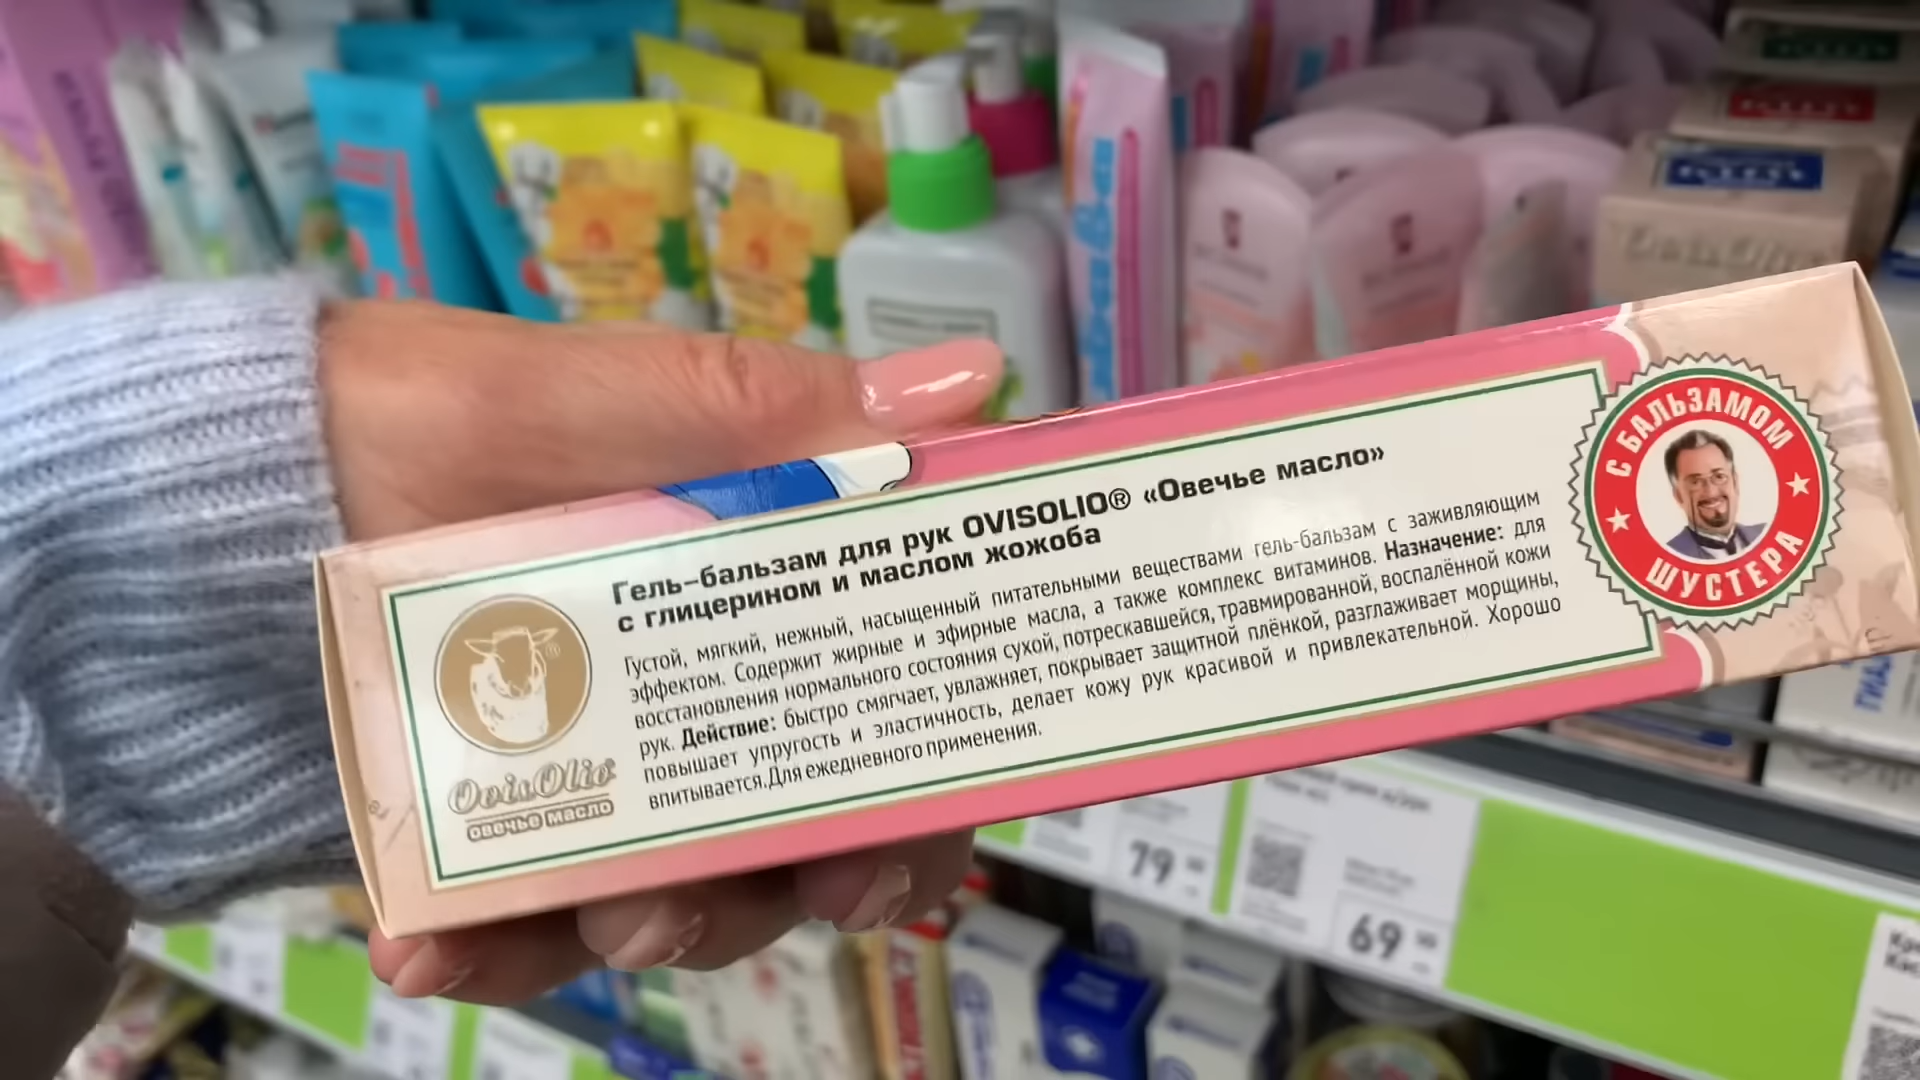 Гель-бальзам для рук OVISOLIO® «Овечье масло»
с глицерином и маслом жожоба
Густой, мягкий, нежный, насыщенный питательными веществами гель-бальзам с заживляющим
эффектом. Содержит жирные и эфирные масла, а также комплекс витаминов. Назначение: для
восстановления нормального состояния сухой, потрескавшейся, травмированной, воспалённой кожи
рук. Действие: быстро смягчает, увлажняет, покрывает защитной плёнкой, разглаживает морщины,
повышает упругость и эластичность, делает кожу рук красивой и привлекательной. Хорошо
впитывается.Для ежедневного применения.
OvisOlio
овечье масло
С БАЛЬЗАМОМ
ШУСТЕРА
79
69